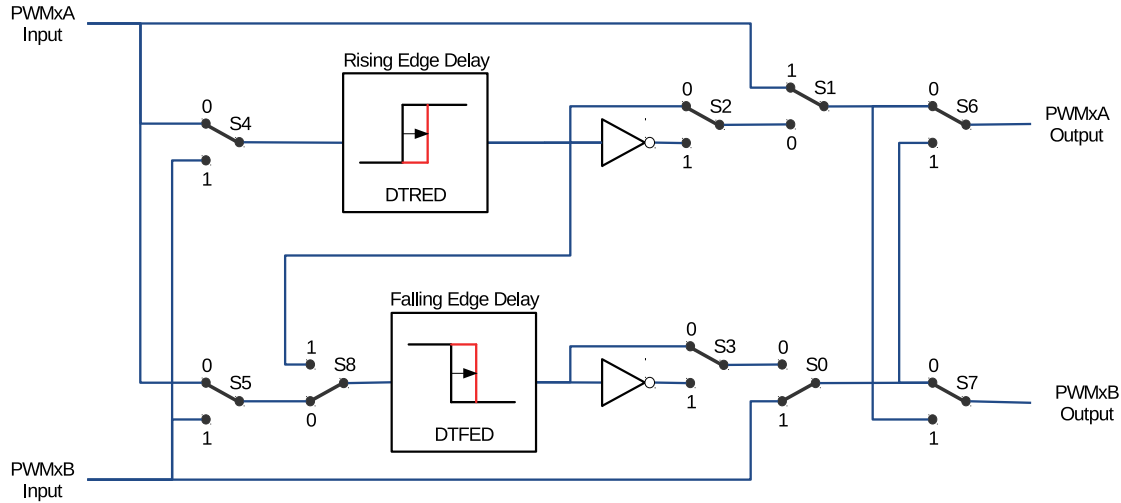 PWMxA
Input
Rising Edge Delay
0
S4
1
DTRED
0
S2
1
1
S1
0
0
S6
1
PWMxA
Output
Falling Edge Delay
0
S5
1
1
S8
0
DTFED
0
S3
1
0
S0
1
0
S7
1
PWMxB
Output
PWMxB
Input